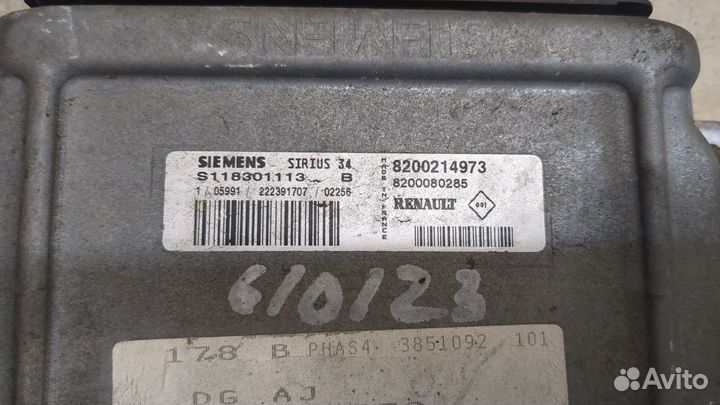 SIEMENS
SIEMENS SIRIUS 34
S118301113 B
1 / 05991 / 222391707 / 02256
MADE IN FRANCE
8200214973
8200080285
RENAULT 001
610123
178 B PHAS4 3851092 101
DG AJ
Avito